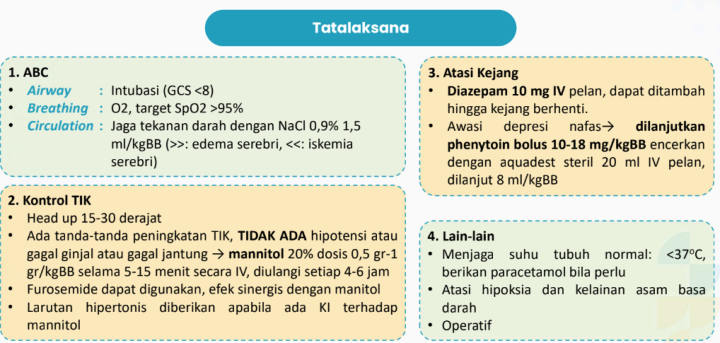 Tatalaksana
1. ABC
• Airway : Intubasi (GCS <8)
• Breathing : O2, target SpO2 >95%
• Circulation : Jaga tekanan darah dengan NaCl 0,9% 1,5
ml/kgBB (>>: edema serebri, <<: iskemia
serebri)
2. Kontrol TIK
• Head up 15-30 derajat
• Ada tanda-tanda peningkatan TIK, TIDAK ADA hipotensi atau
gagal ginjal atau gagal jantung → mannitol 20% dosis 0,5 gr-1
gr/kgBB selama 5-15 menit secara IV, diulangi setiap 4-6 jam
• Furosemide dapat digunakan, efek sinergis dengan manitol
• Larutan hipertonis diberikan apabila ada KI terhadap
mannitol
3. Atasi Kejang
• Diazepam 10 mg IV pelan, dapat ditambah
hingga kejang berhenti.
• Awasi depresi nafas→ dilanjutkan
phenytoin bolus 10-18 mg/kgBB encerkan
dengan aquadest steril 20 ml IV pelan,
dilanjut 8 ml/kgBB
4. Lain-lain
• Menjaga suhu tubuh normal: <37⁰C,
berikan paracetamol bila perlu
• Atasi hipoksia dan kelainan asam basa
darah
• Operatif